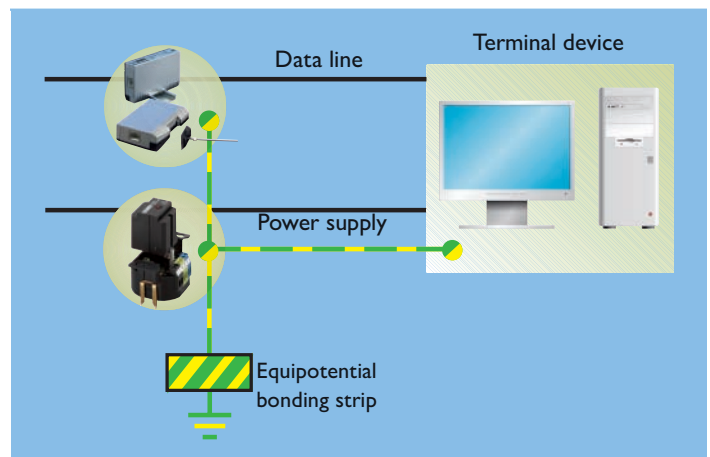 Data line
Terminal device
Power supply
Equipotential
bonding strip